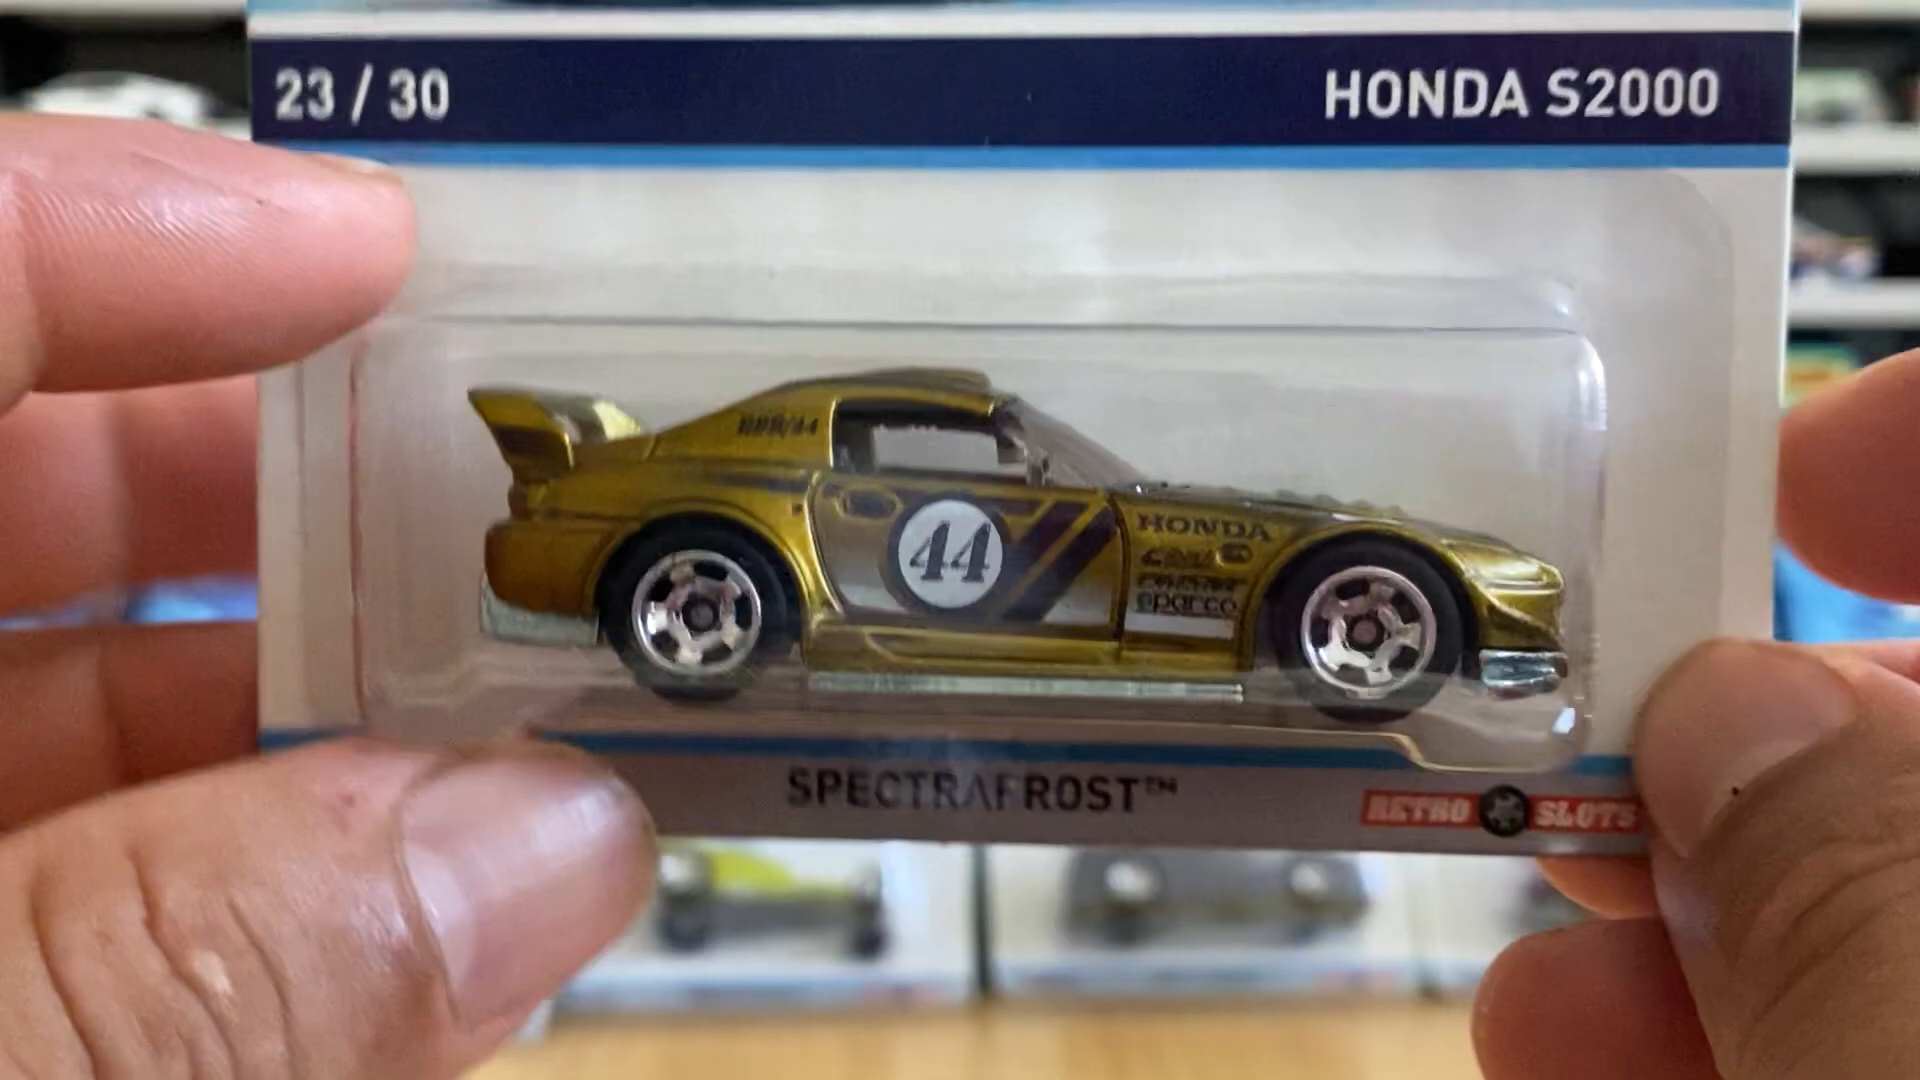 23 / 30
HONDA S2000
44
HONDA
sparco
SPECTRAFROST™
RETRO SLOTS